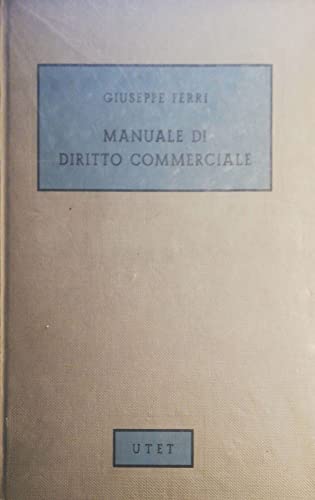 GIUSEPPE FERRI
MANUALE DI
DIRITTO COMMERCIALE
UTET